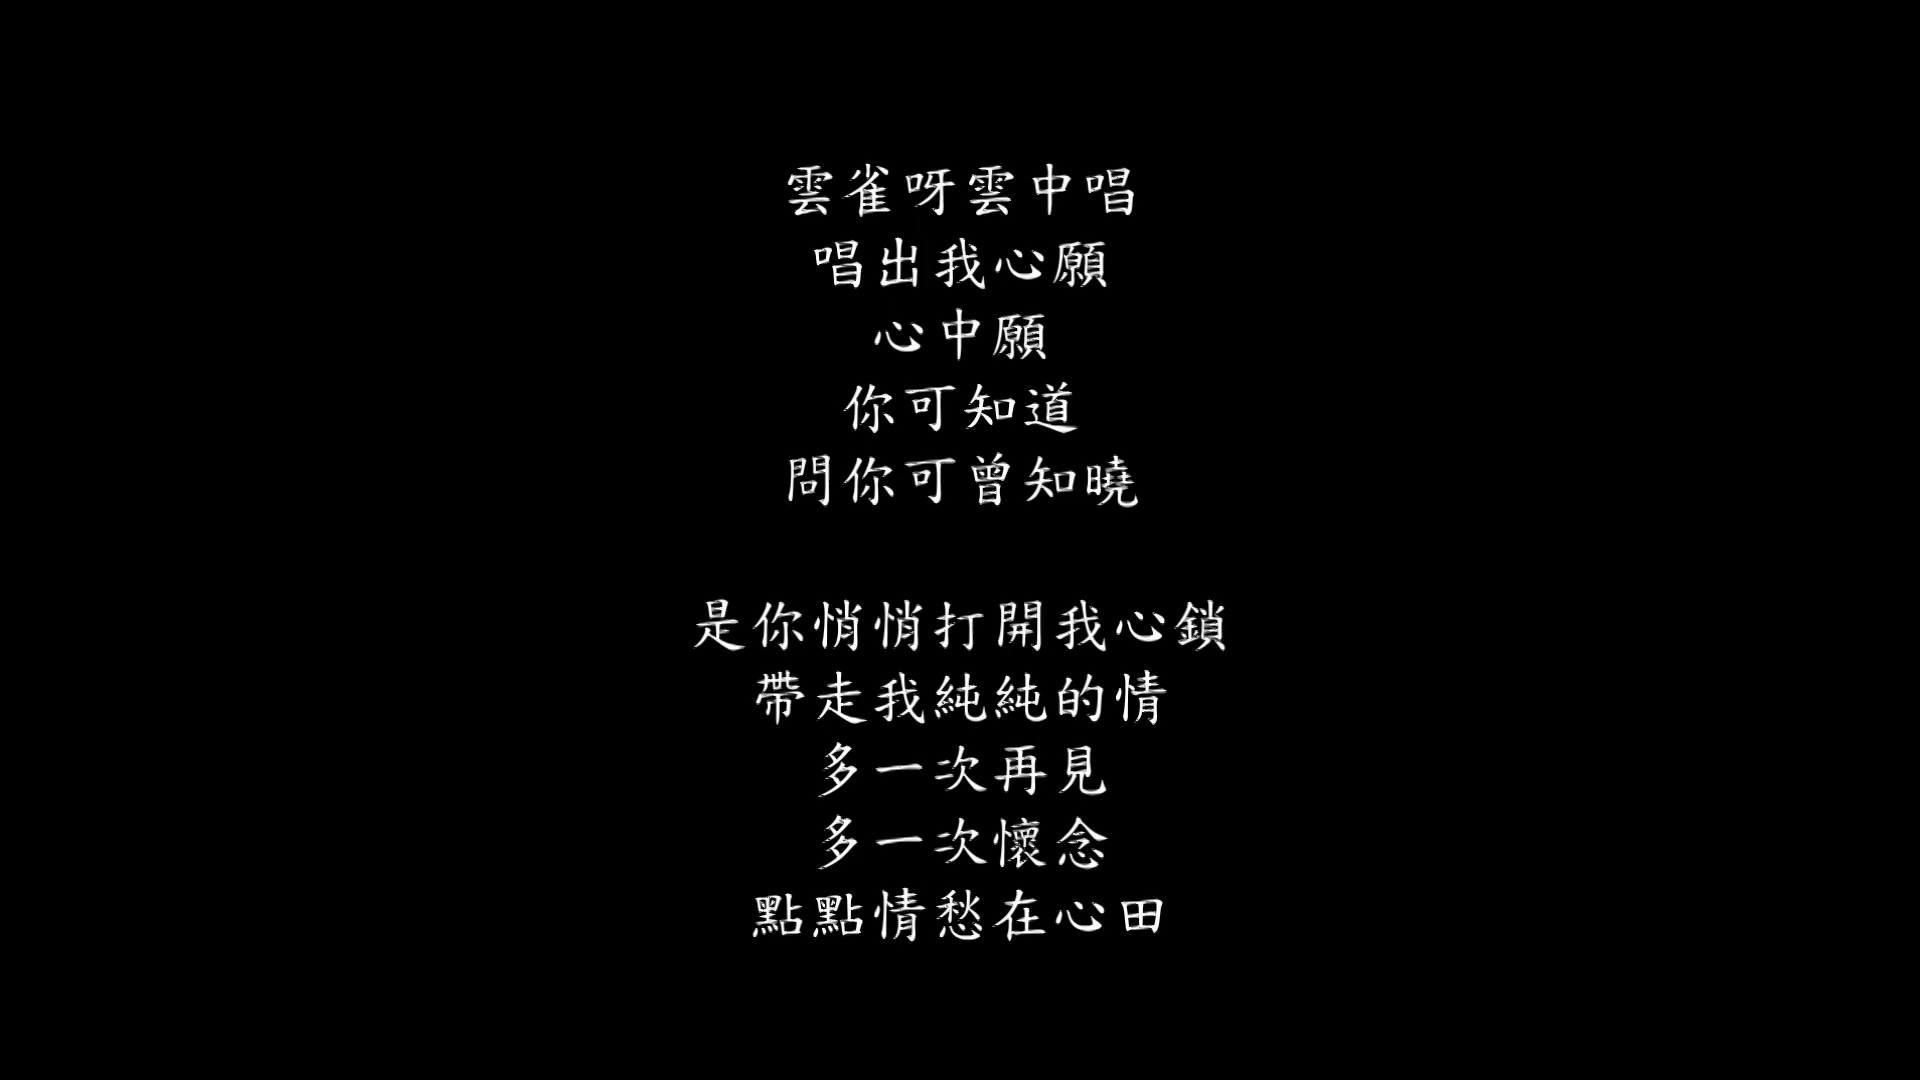 雲雀呀雲中唱
唱出我心願
心中願
你可知道
問你可曾知曉
是你悄悄打開我心鎖
帶走我純純的情
多一次再見
多一次懷念
點點情愁在心田